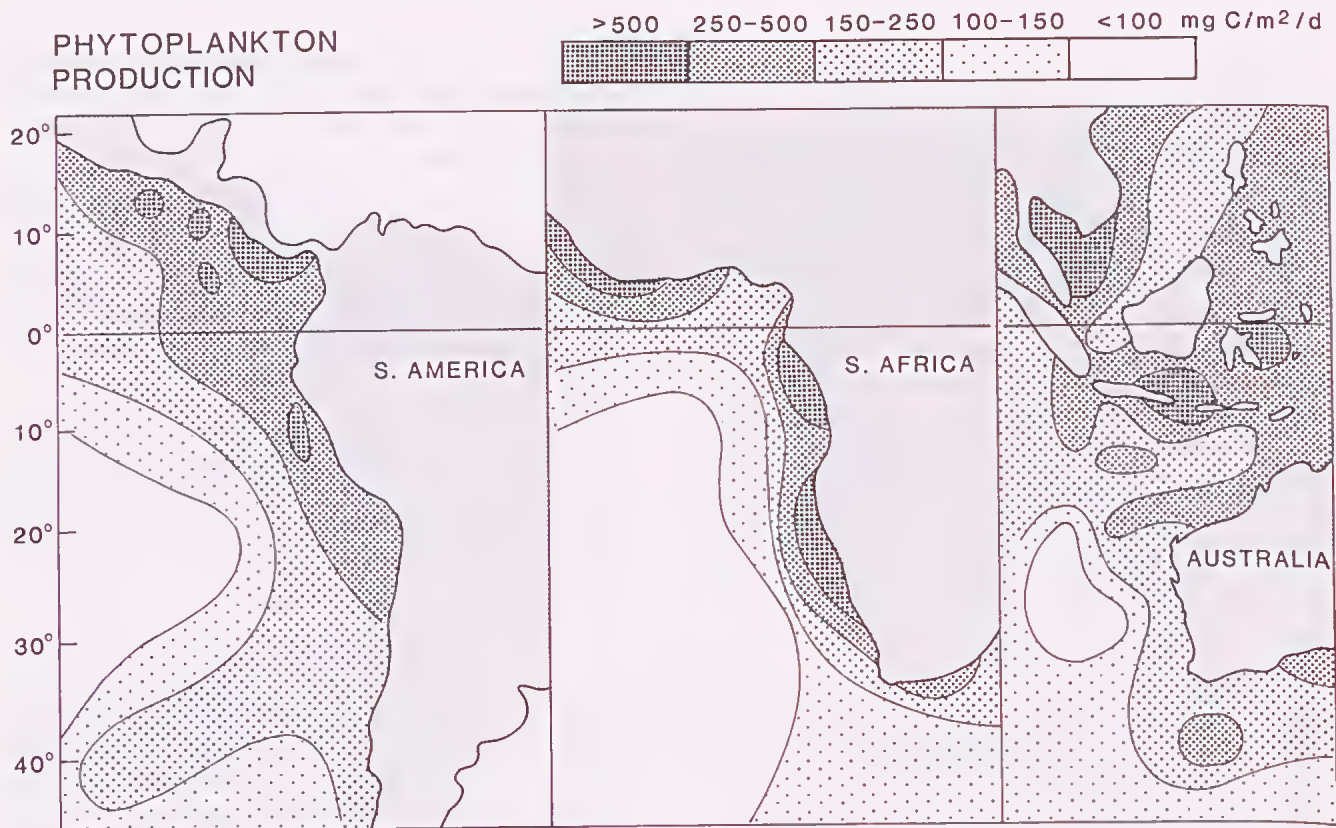 PHYTOPLANKTON
PRODUCTION
>500 250-500 150-250 100-150 <100 mg C/m²/d
20°
10°
0°
10°
20°
30°
40°
S. AMERICA
S. AFRICA
AUSTRALIA